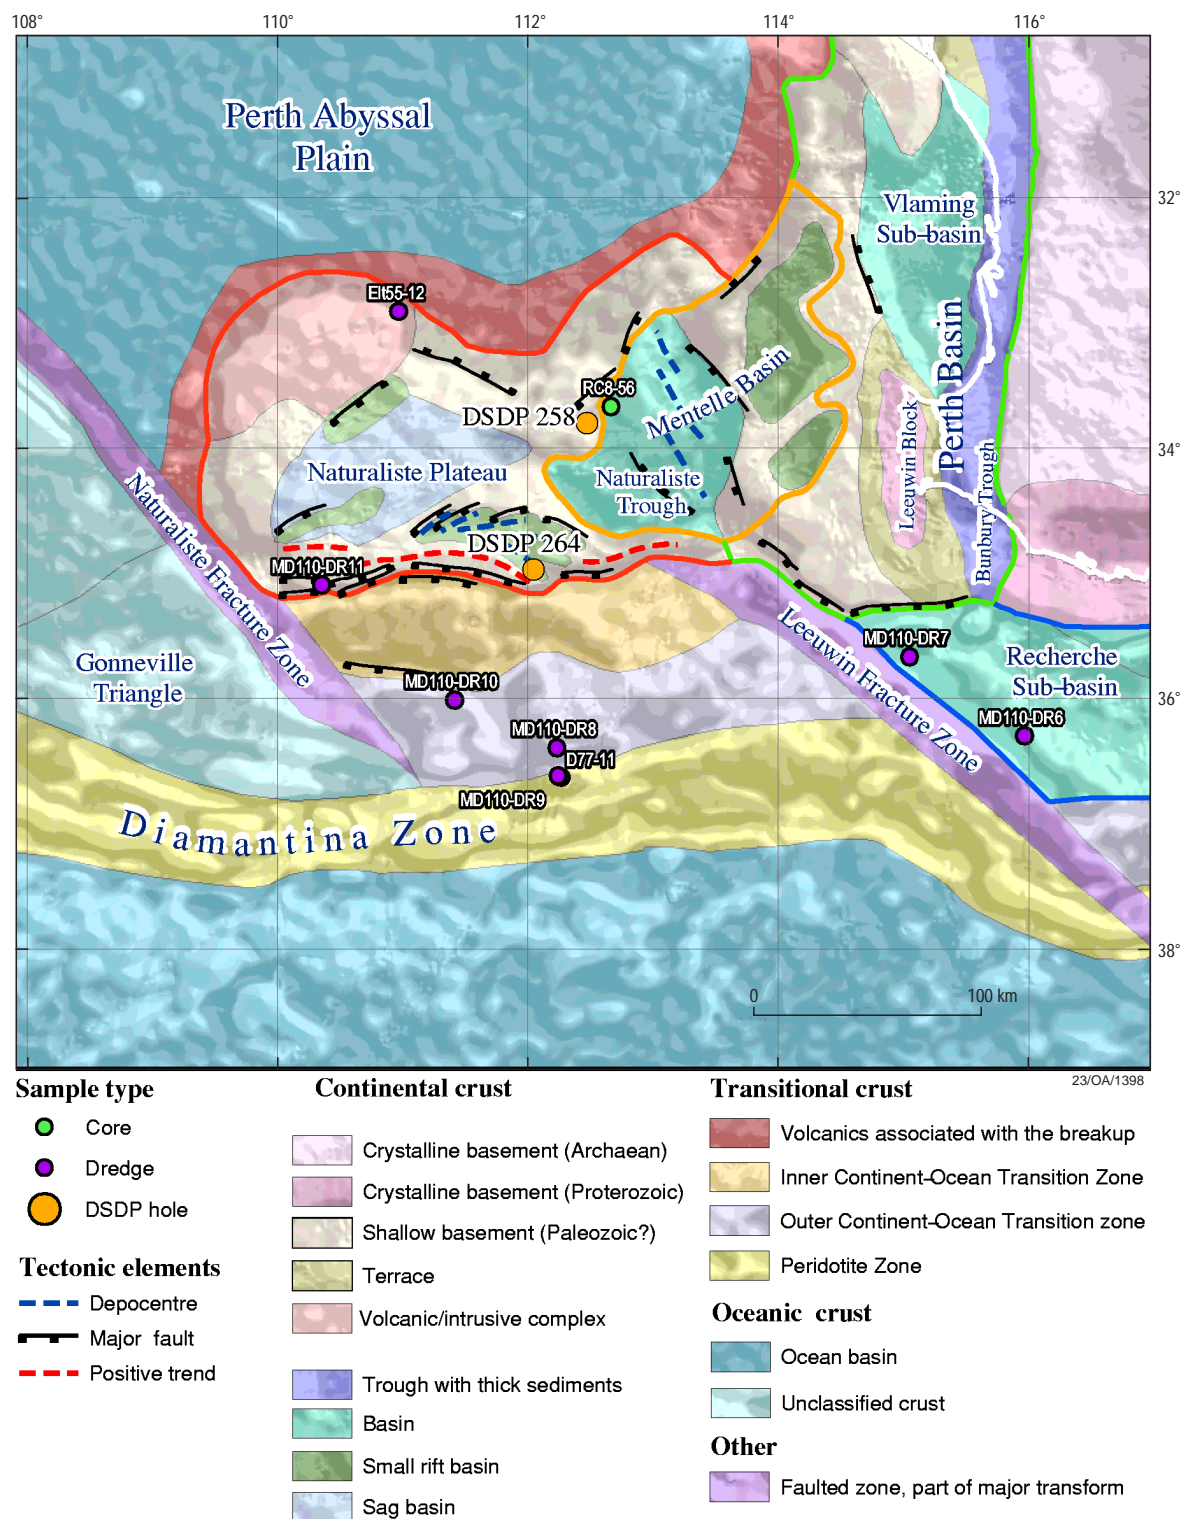 108°
110°
112°
114°
116°
Perth Abyssal
Plain
32°
Vlaming
Sub-basin
Elt55-12
Perth Basin
RC8-56
Mentelle Basin
DSDP 258
Leeuwin Block
34°
Naturaliste Plateau
Naturaliste
Trough
Bunbury Trough
Naturaliste Fracture Zone
DSDP 264
MD110-DR11
Leeuwin Fracture Zone
MD110-DR7
Gonneville
Triangle
Recherche
Sub-basin
MD110-DR10
36°
MD110-DR8
MD110-DR6
D77-11
MD110-DR9
Diamantina Zone
38°
0
100 km
23/OA/1398
Sample type
Core
Dredge
DSDP hole
Tectonic elements
Depocentre
Major fault
Positive trend
Continental crust
Crystalline basement (Archaean)
Crystalline basement (Proterozoic)
Shallow basement (Paleozoic?)
Terrace
Volcanic/intrusive complex
Trough with thick sediments
Basin
Small rift basin
Sag basin
Transitional crust
Volcanics associated with the breakup
Inner Continent-Ocean Transition Zone
Outer Continent-Ocean Transition zone
Peridotite Zone
Oceanic crust
Ocean basin
Unclassified crust
Other
Faulted zone, part of major transform